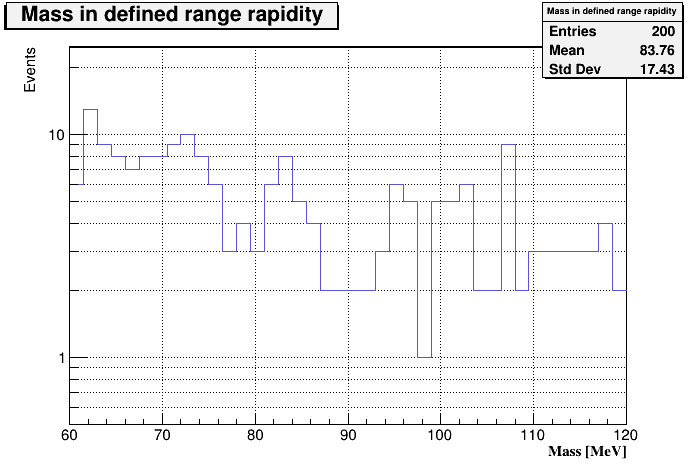 Mass in defined range rapidity
Mass in defined range rapidity
Entries 200
Mean 83.76
Std Dev 17.43
Events
10
1
60 70 80 90 100 110 120
Mass [MeV]